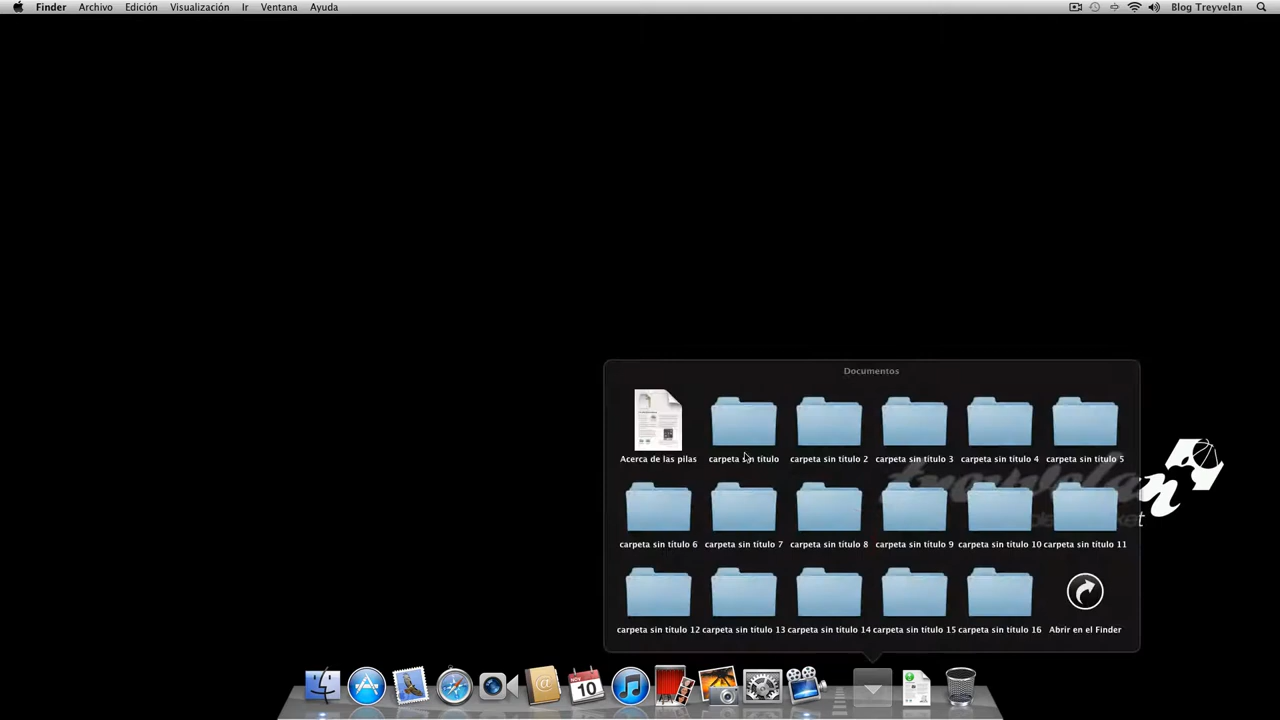 Finder Archivo Edición Visualización Ir Ventana Ayuda Blog Treyvelan
Documentos
Acerca de las pilas carpeta sin título carpeta sin título 2 carpeta sin título 3 carpeta sin título 4 carpeta sin título 5
carpeta sin título 6 carpeta sin título 7 carpeta sin título 8 carpeta sin título 9 carpeta sin título 10 carpeta sin título 11
carpeta sin título 12 carpeta sin título 13 carpeta sin título 14 carpeta sin título 15 carpeta sin título 16 Abrir en el Finder
NOV
10